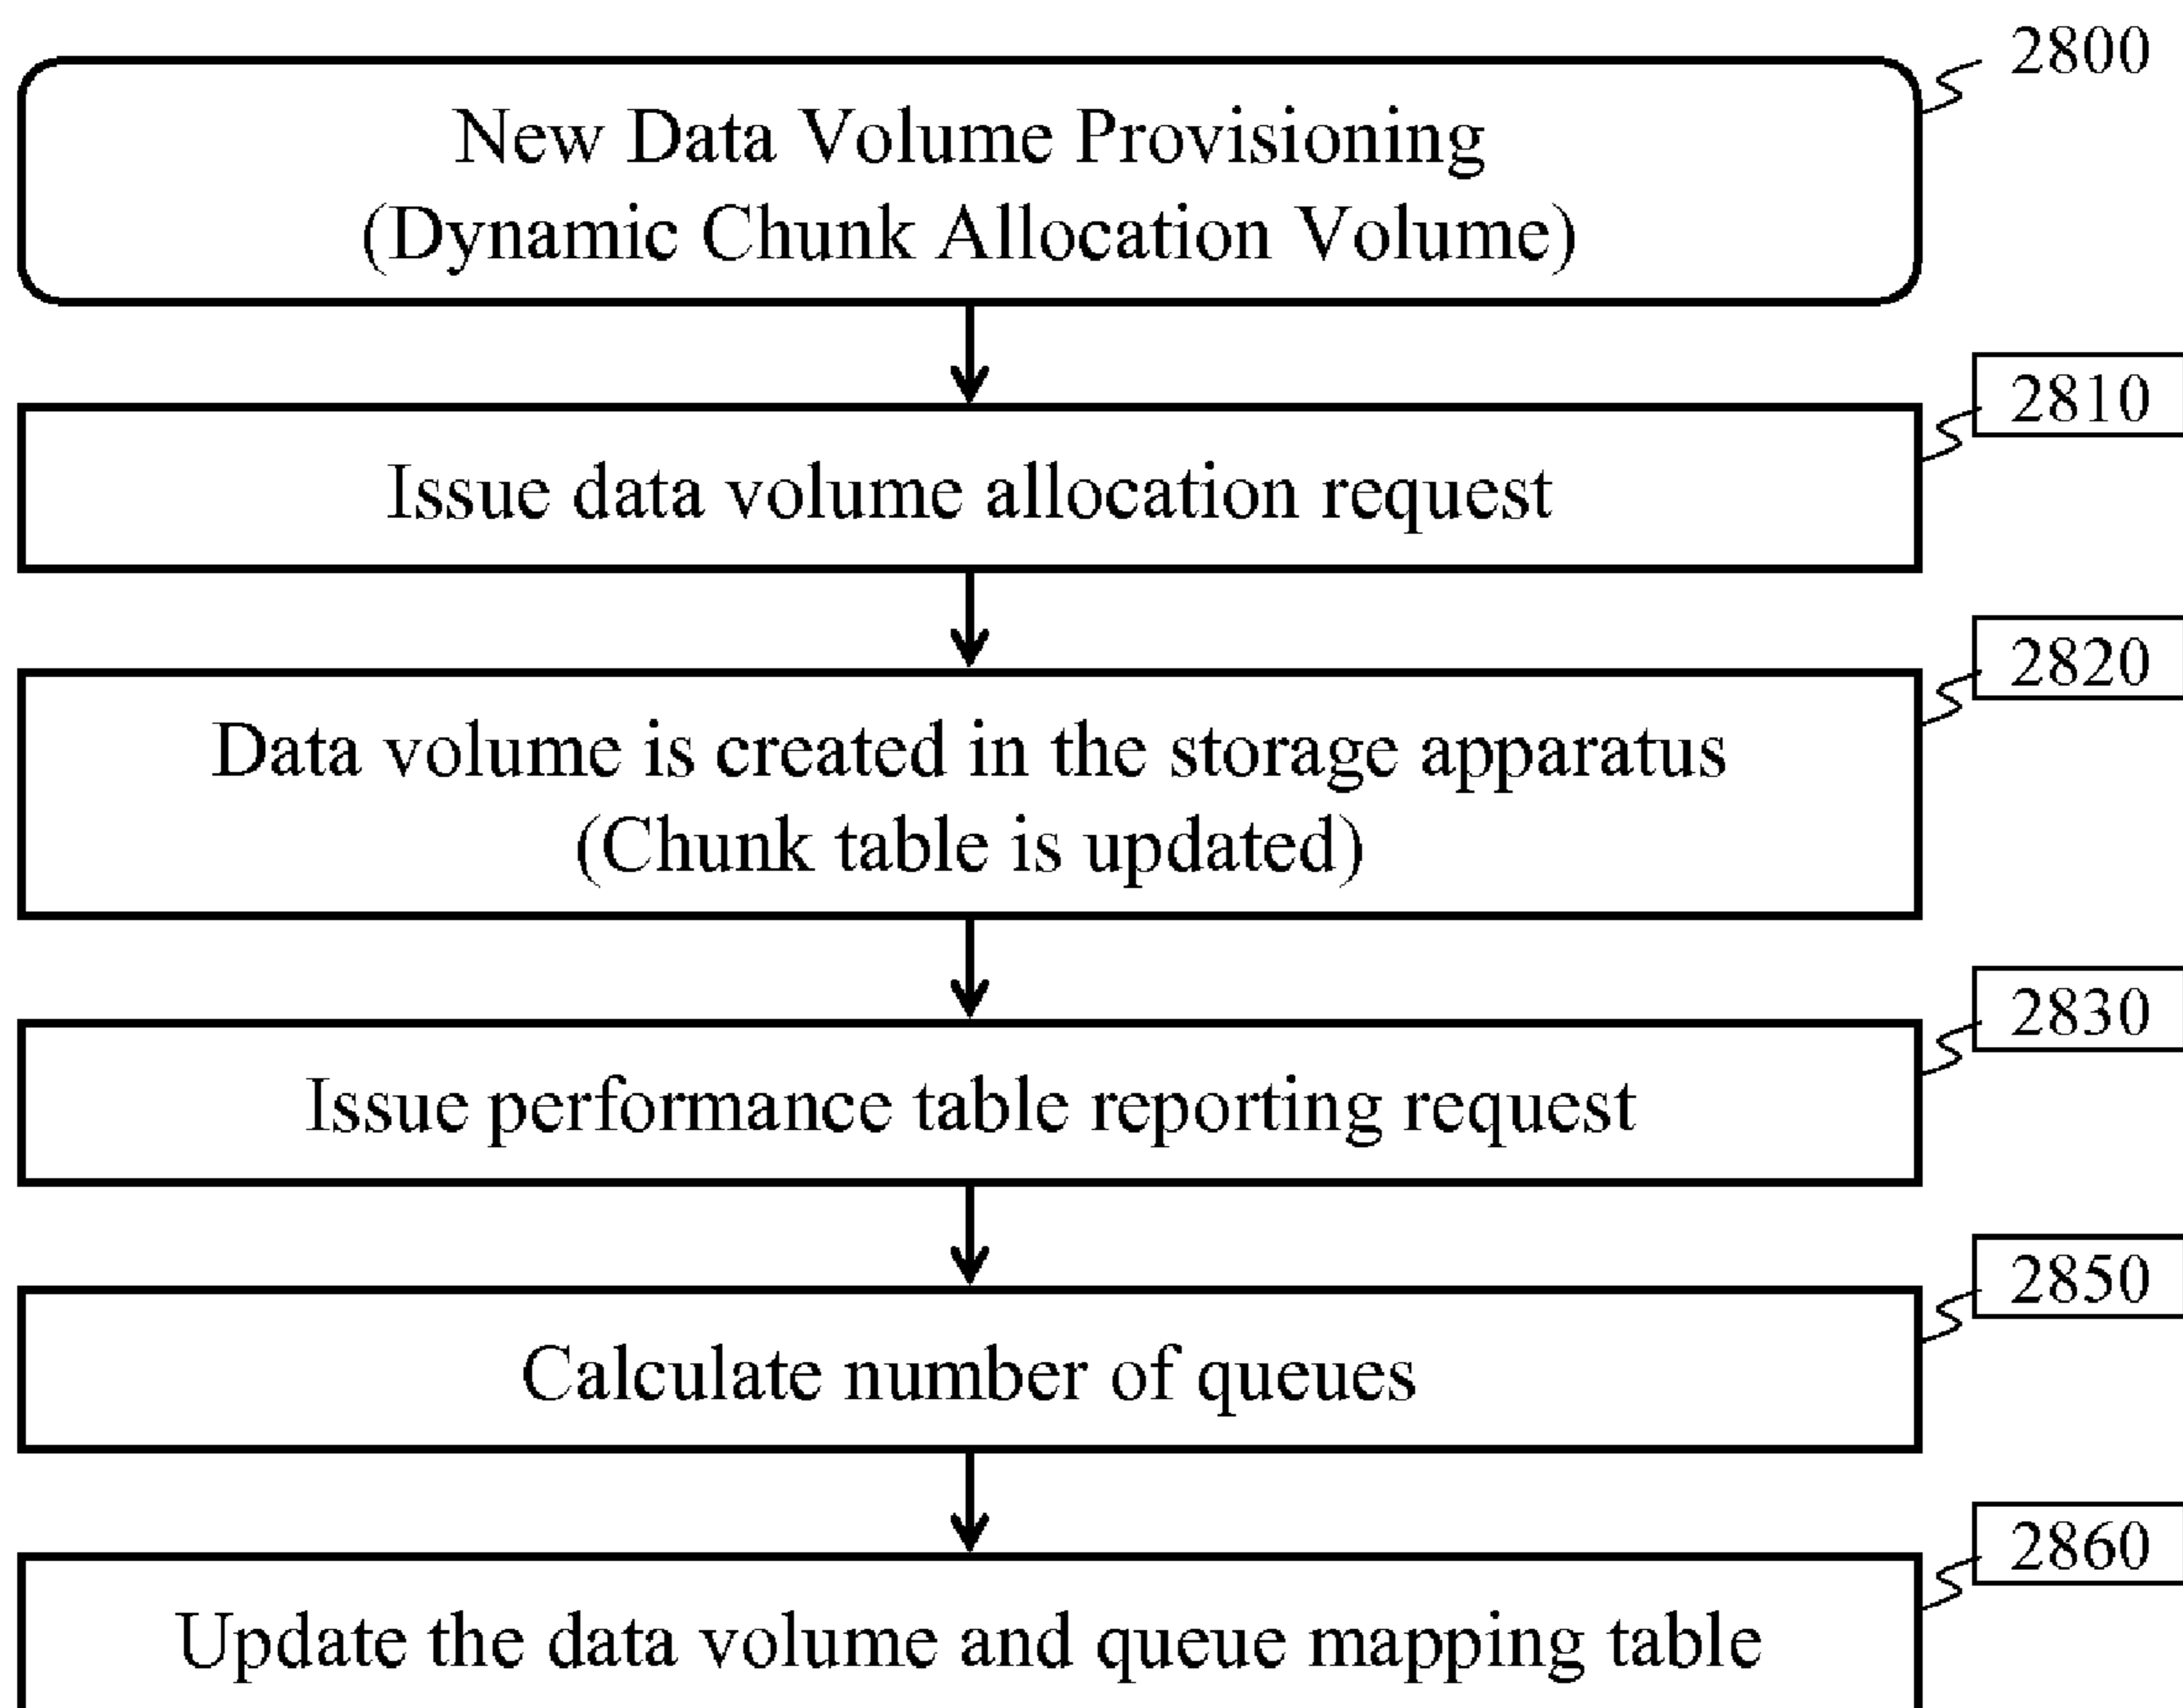 2800
New Data Volume Provisioning
(Dynamic Chunk Allocation Volume)
2810
Issue data volume allocation request
2820
Data volume is created in the storage apparatus
(Chunk table is updated)
2830
Issue performance table reporting request
2850
Calculate number of queues
2860
Update the data volume and queue mapping table